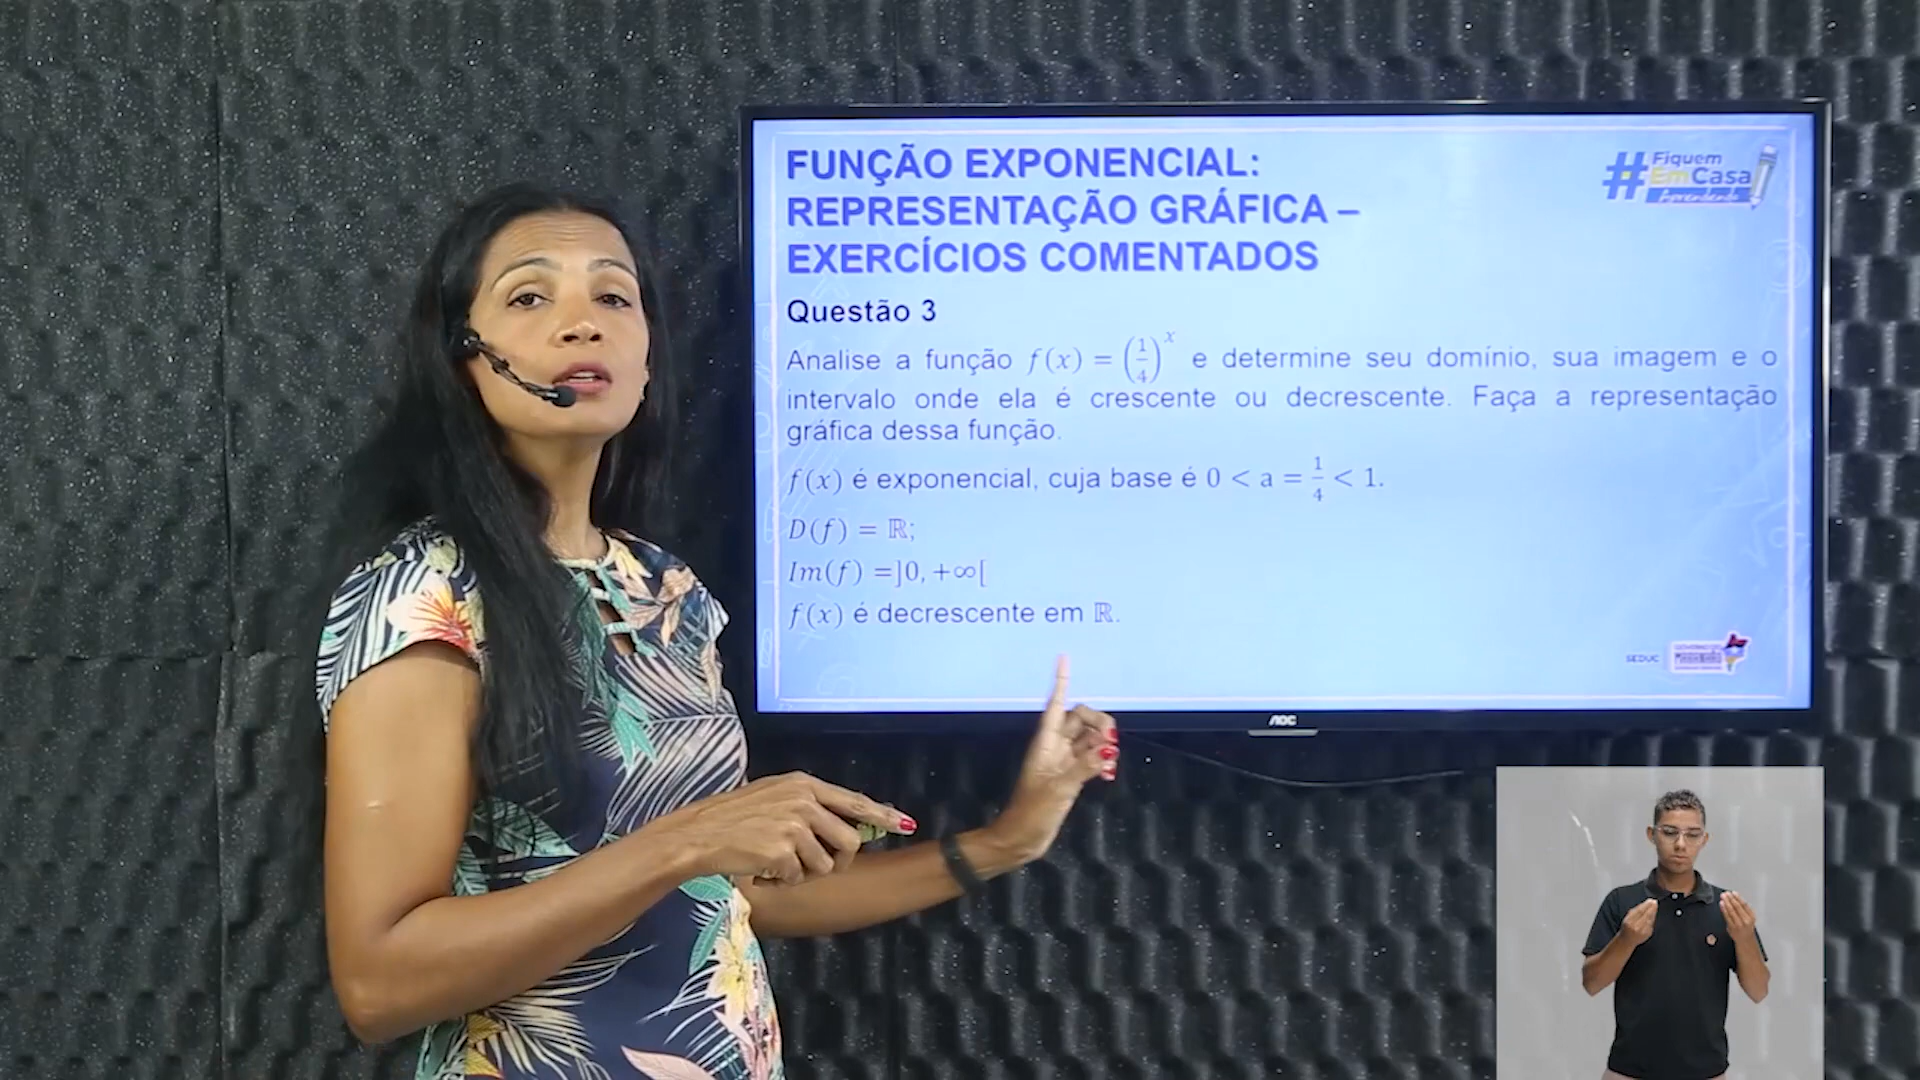 FUNÇÃO EXPONENCIAL:
REPRESENTAÇÃO GRÁFICA –
EXERCÍCIOS COMENTADOS
#Fiquem
EmCasa
Aprendendo
Questão 3
Analise a função f(x) = (1/4)^x e determine seu domínio, sua imagem e o
intervalo onde ela é crescente ou decrescente. Faça a representação
gráfica dessa função.
f(x) é exponencial, cuja base é 0 < a = 1/4 < 1.
D(f) = ℝ;
Im(f) =]0, +∞[
f(x) é decrescente em ℝ.
SEDUC
AOC